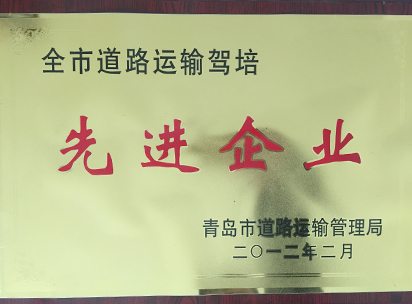 全市道路运输驾培
先进企业
青岛市道路运输管理局
二〇一二年二月